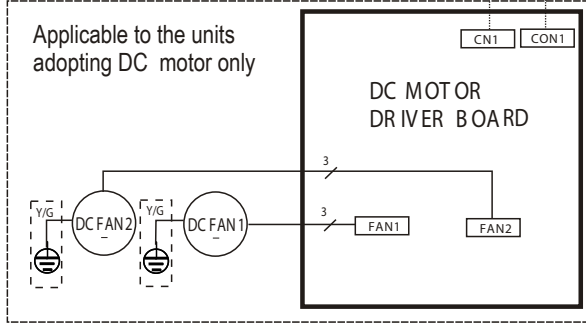 Applicable to the units
adopting DC motor only
CN1
CON1
DC MOTOR
DRIVER BOARD
3
Y/G
DC FAN2
Y/G
DC FAN1
3
FAN1
FAN2